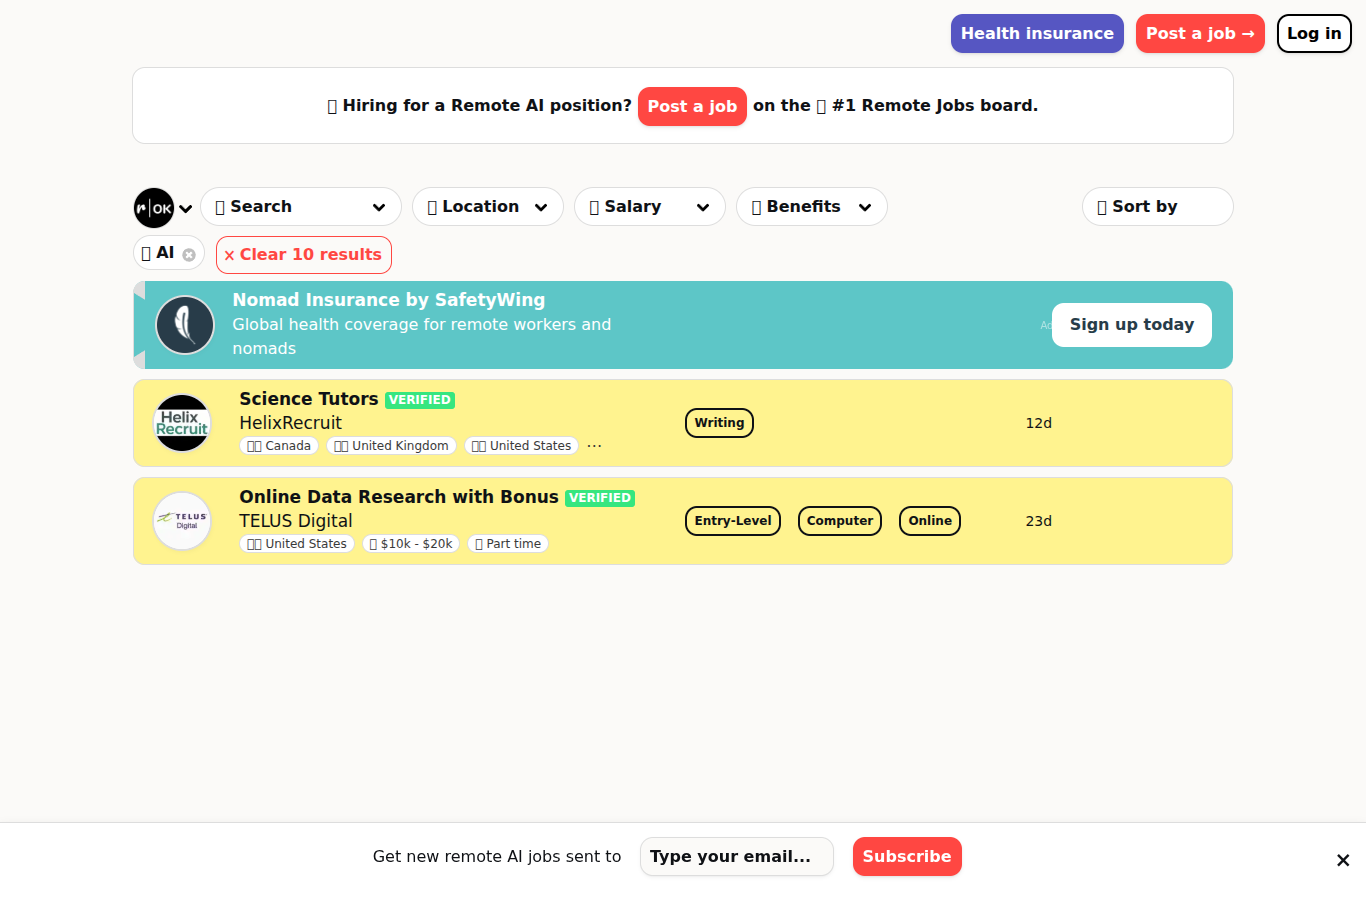 Health insurance
Post a job →
Log in
Hiring for a Remote AI position? Post a job on the #1 Remote Jobs board.
r|OK
Search
Location
Salary
Benefits
Sort by
AI
× Clear 10 results
Nomad Insurance by SafetyWing
Global health coverage for remote workers and
nomads
Sign up today
Science Tutors VERIFIED
Helix
Recruit
HelixRecruit
Canada
United Kingdom
United States
...
Writing
12d
Online Data Research with Bonus VERIFIED
TELUS
Digital
TELUS Digital
United States
$10k - $20k
Part time
Entry-Level
Computer
Online
23d
Get new remote AI jobs sent to
Type your email...
Subscribe
×